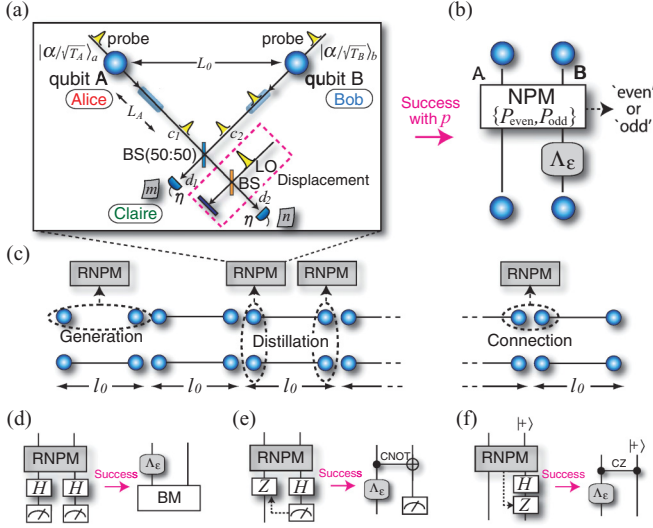 (a)
probe
probe
|α/√T_A⟩_a
L_0
|α/√T_B⟩_b
qubit A
qubit B
Alice
Bob
L_A
c_1
c_2
BS(50:50)
LO
d_1
BS
Displacement
m
η
d_2
Claire
η
n
Success
with p
(b)
A
B
NPM
{P_even, P_odd}
'even'
or
'odd'
Λ_ε
(c)
RNPM
RNPM
RNPM
RNPM
Generation
Distillation
Connection
l_0
l_0
l_0
l_0
(d)
RNPM
H
H
Success
Λ_ε
BM
(e)
RNPM
Z
H
Success
CNOT
Λ_ε
(f)
|+⟩
RNPM
H
Z
Success
|+⟩
CZ
Λ_ε